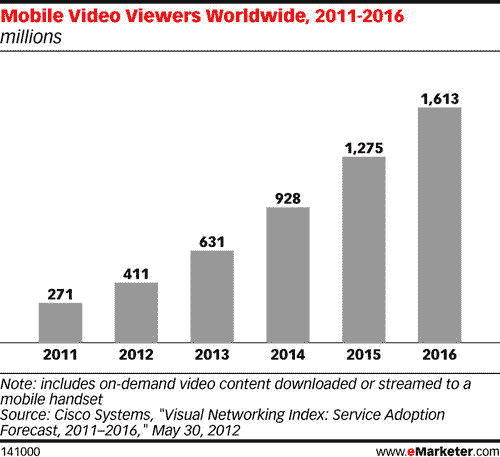 Mobile Video Viewers Worldwide, 2011-2016
millions
1,613
1,275
928
631
411
271
2011 2012 2013 2014 2015 2016
Note: includes on-demand video content downloaded or streamed to a
mobile handset
Source: Cisco Systems, "Visual Networking Index: Service Adoption
Forecast, 2011–2016," May 30, 2012
141000 www.eMarketer.com